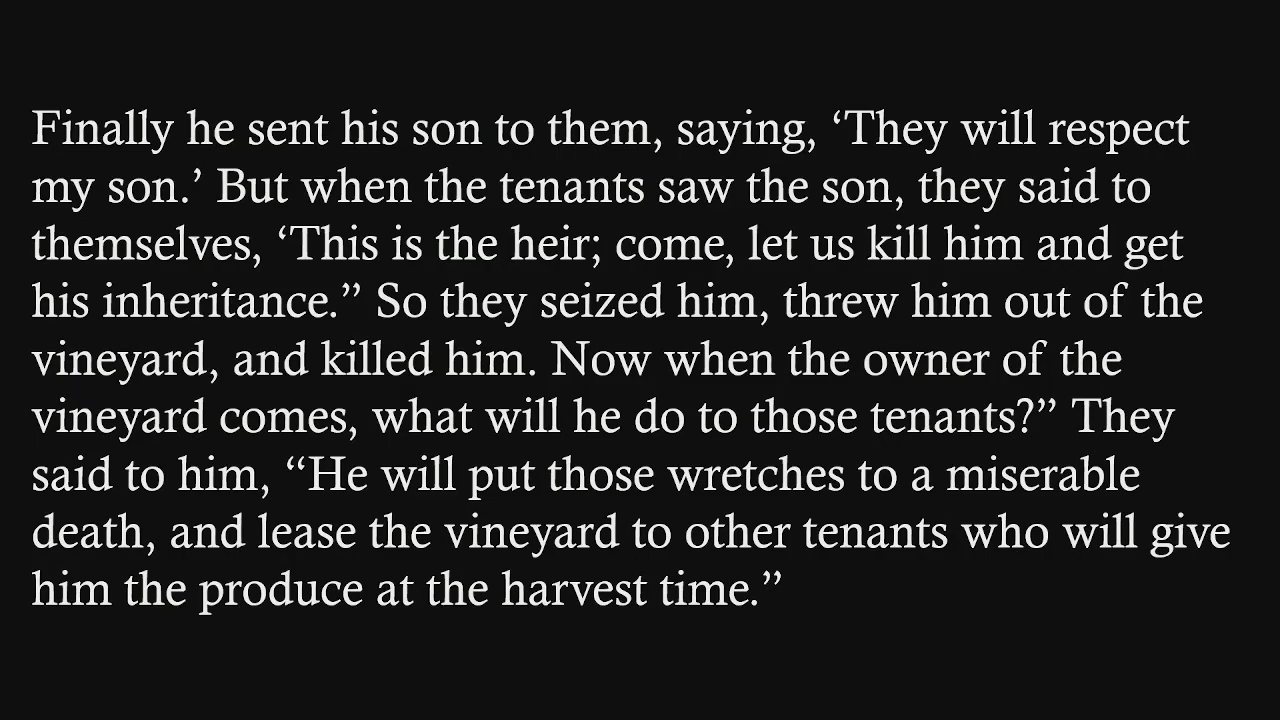 Finally he sent his son to them, saying, ‘They will respect
my son.’ But when the tenants saw the son, they said to
themselves, ‘This is the heir; come, let us kill him and get
his inheritance.” So they seized him, threw him out of the
vineyard, and killed him. Now when the owner of the
vineyard comes, what will he do to those tenants?” They
said to him, “He will put those wretches to a miserable
death, and lease the vineyard to other tenants who will give
him the produce at the harvest time.”